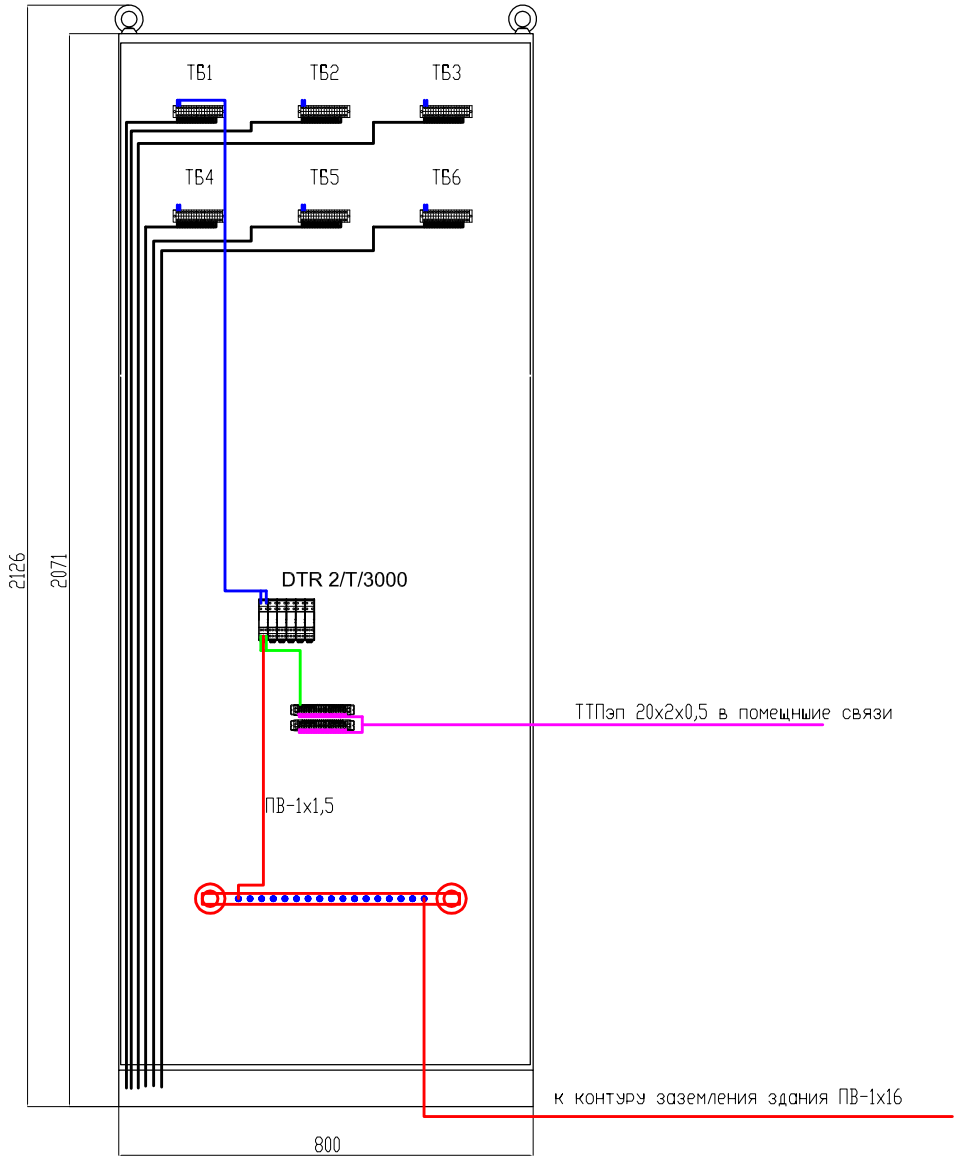 ТБ1 ТБ2 ТБ3
ТБ4 ТБ5 ТБ6
2126
2071
DTR 2/T/3000
ТТПэп 20х2х0,5 в помещншие связи
ПВ-1х1,5
к контуру заземления здания ПВ-1х16
800